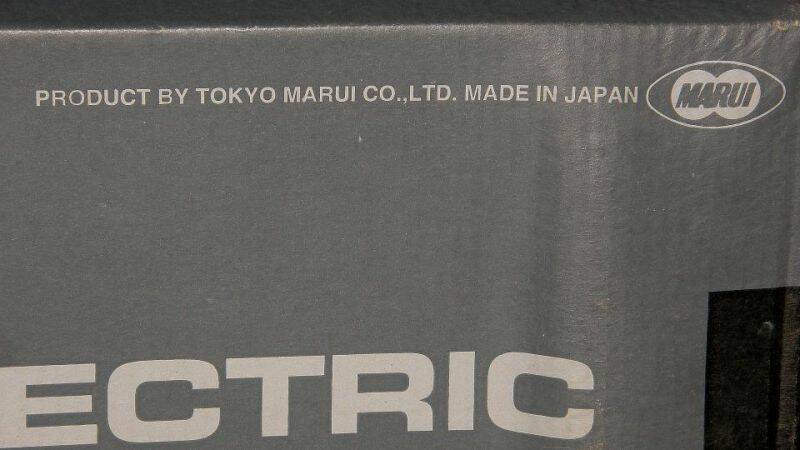 PRODUCT BY TOKYO MARUI CO.,LTD. MADE IN JAPAN MARUI
ECTRIC